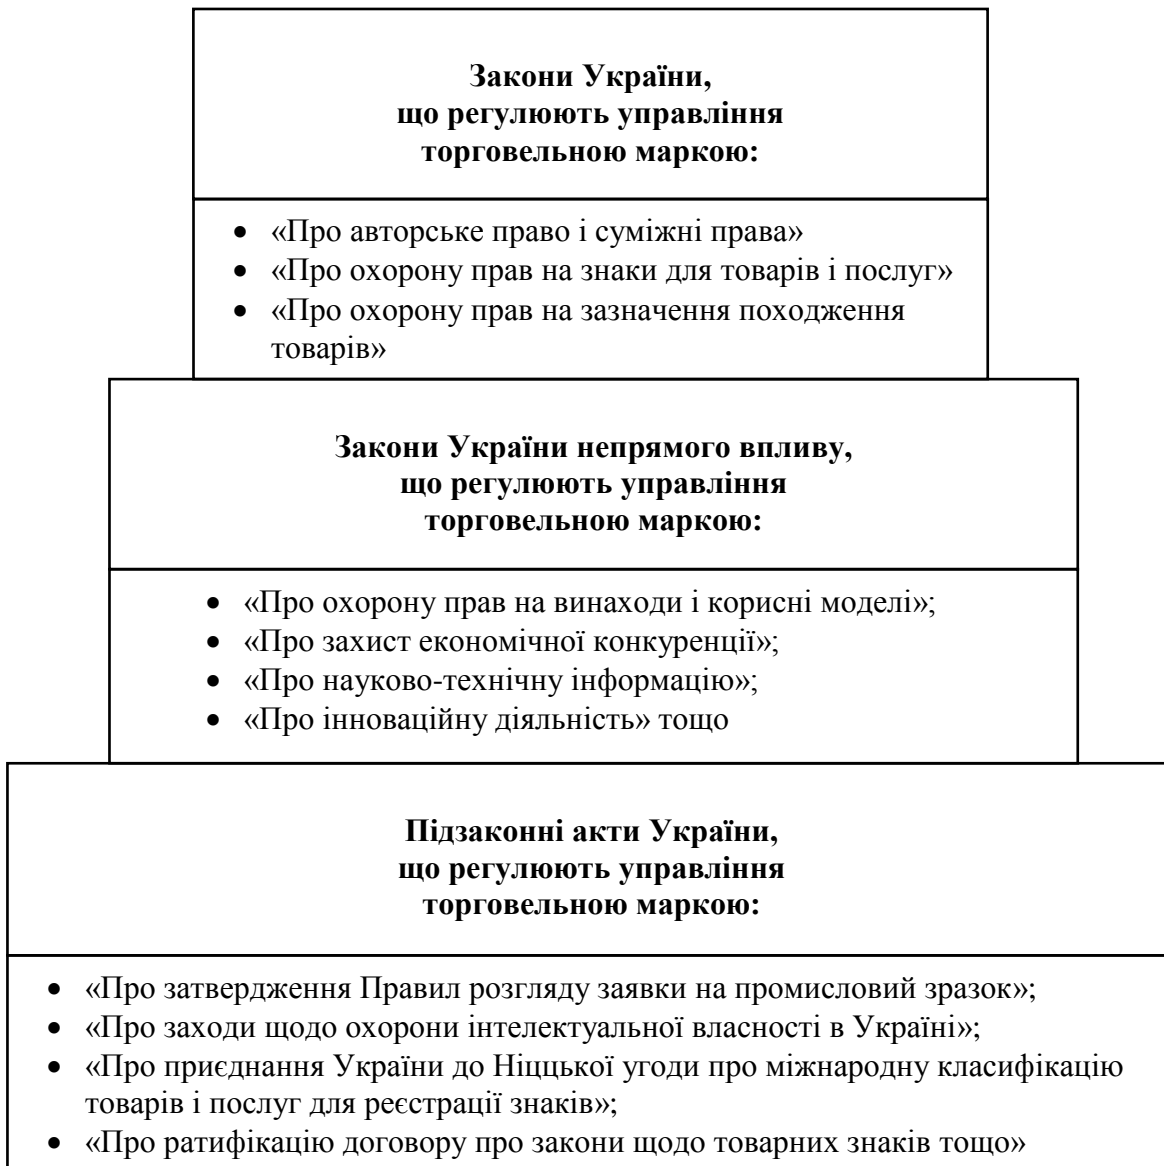 Закони України,
що регулюють управління
торговельною маркою:
• «Про авторське право і суміжні права»
• «Про охорону прав на знаки для товарів і послуг»
• «Про охорону прав на зазначення походження
товарів»
Закони України непрямого впливу,
що регулюють управління
торговельною маркою:
• «Про охорону прав на винаходи і корисні моделі»;
• «Про захист економічної конкуренції»;
• «Про науково-технічну інформацію»;
• «Про інноваційну діяльність» тощо
Підзаконні акти України,
що регулюють управління
торговельною маркою:
• «Про затвердження Правил розгляду заявки на промисловий зразок»;
• «Про заходи щодо охорони інтелектуальної власності в Україні»;
• «Про приєднання України до Ніццької угоди про міжнародну класифікацію
товарів і послуг для реєстрації знаків»;
• «Про ратифікацію договору про закони щодо товарних знаків тощо»